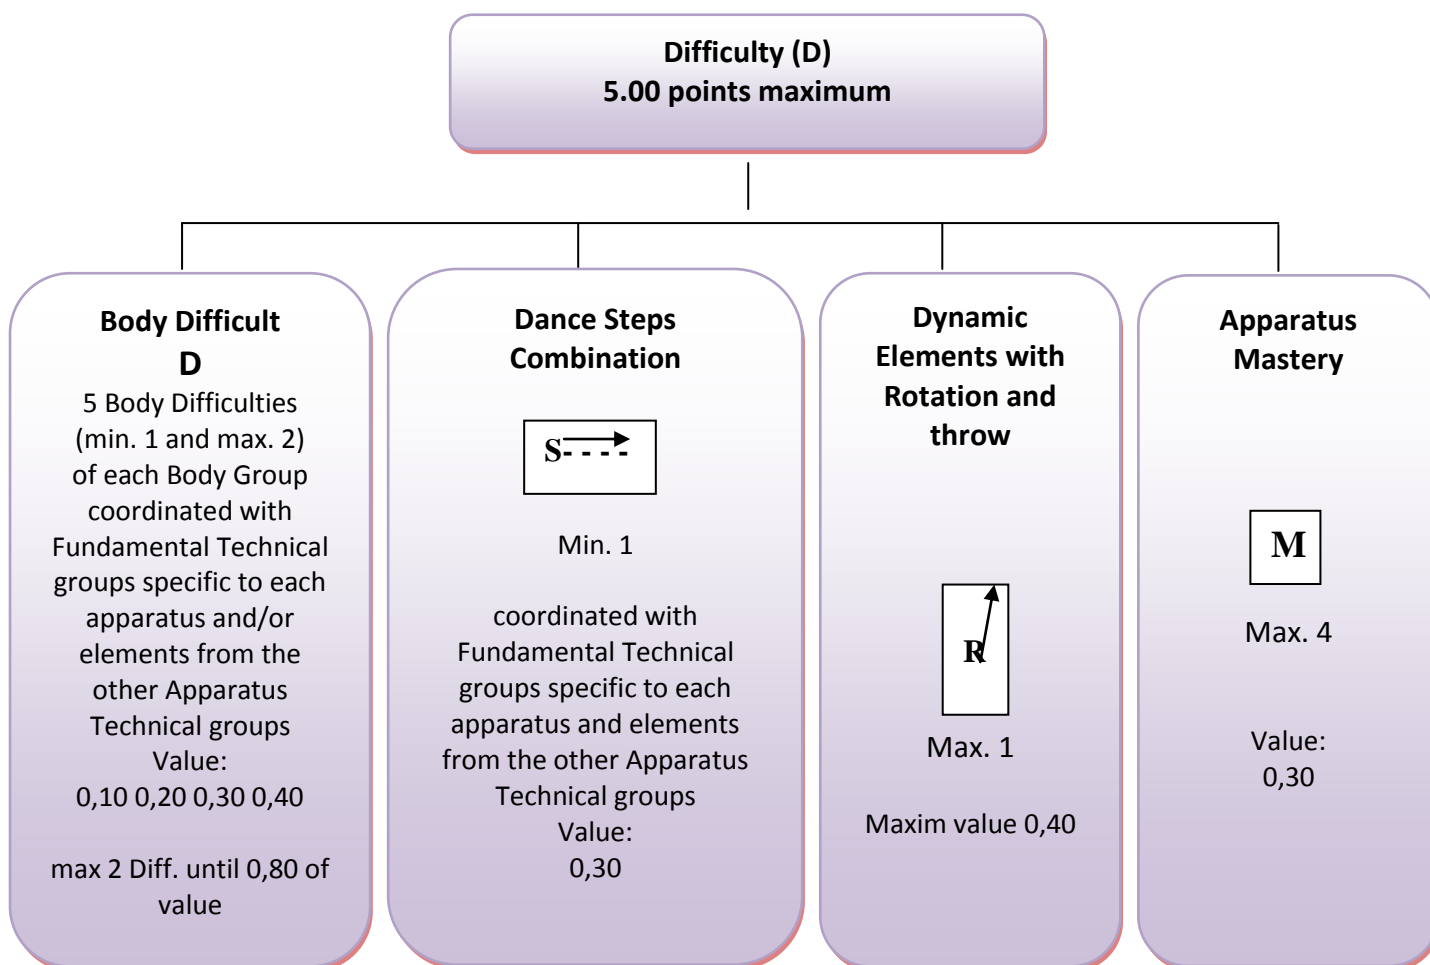 Difficulty (D)
5.00 points maximum
Body Difficult
D
5 Body Difficulties
(min. 1 and max. 2)
of each Body Group
coordinated with
Fundamental Technical
groups specific to each
apparatus and/or
elements from the
other Apparatus
Technical groups
Value:
0,10 0,20 0,30 0,40
max 2 Diff. until 0,80 of
value
Dance Steps
Combination
S
Min. 1
coordinated with
Fundamental Technical
groups specific to each
apparatus and elements
from the other Apparatus
Technical groups
Value:
0,30
Dynamic
Elements with
Rotation and
throw
R
Max. 1
Maxim value 0,40
Apparatus
Mastery
M
Max. 4
Value:
0,30